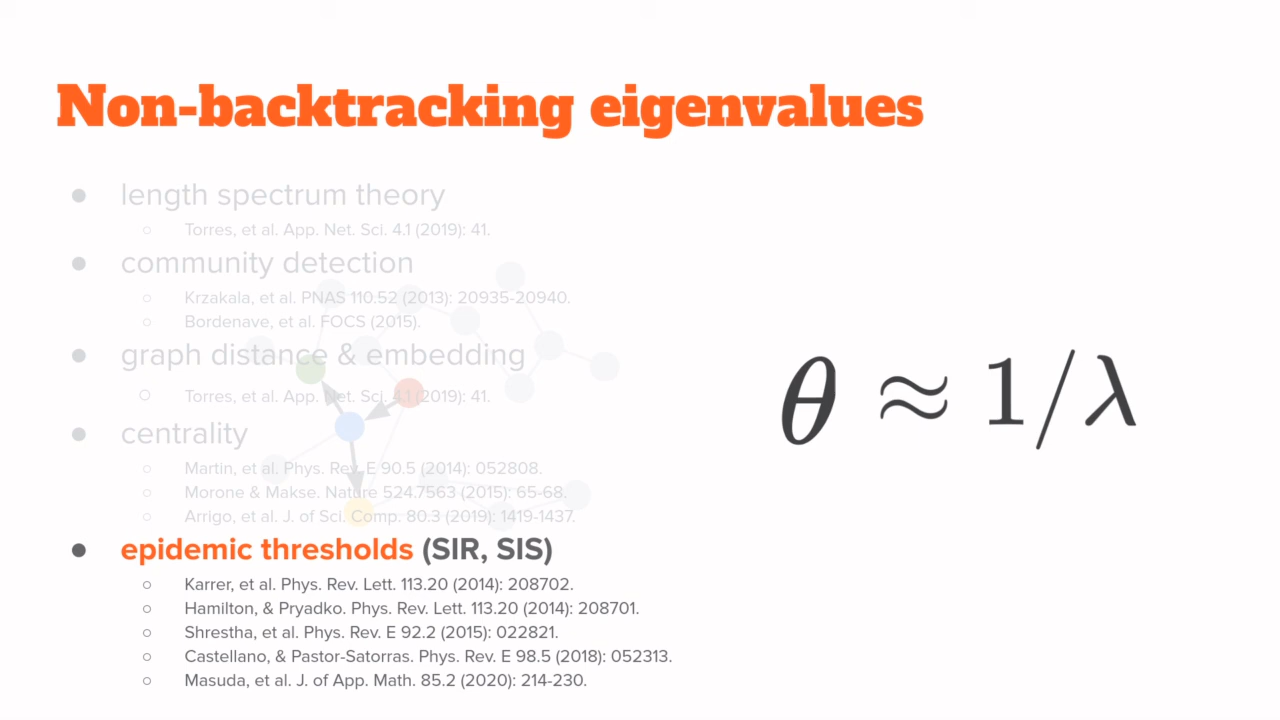 Non-backtracking eigenvalues
● length spectrum theory
○ Torres, et al. App. Net. Sci. 4.1 (2019): 41.
● community detection
○ Krzakala, et al. PNAS 110.52 (2013): 20935-20940.
○ Bordenave, et al. FOCS (2015).
● graph distance & embedding
○ Torres, et al. App. Net. Sci. 4.1 (2019): 41.
● centrality
○ Martin, et al. Phys. Rev. E 90.5 (2014): 052808.
○ Morone & Makse. Nature 524.7563 (2015): 65-68.
○ Arrigo, et al. J. of Sci. Comp. 80.3 (2019): 1419-1437.
● epidemic thresholds (SIR, SIS)
○ Karrer, et al. Phys. Rev. Lett. 113.20 (2014): 208702.
○ Hamilton, & Pryadko. Phys. Rev. Lett. 113.20 (2014): 208701.
○ Shrestha, et al. Phys. Rev. E 92.2 (2015): 022821.
○ Castellano, & Pastor-Satorras. Phys. Rev. E 98.5 (2018): 052313.
○ Masuda, et al. J. of App. Math. 85.2 (2020): 214-230.
θ ≈ 1/λ